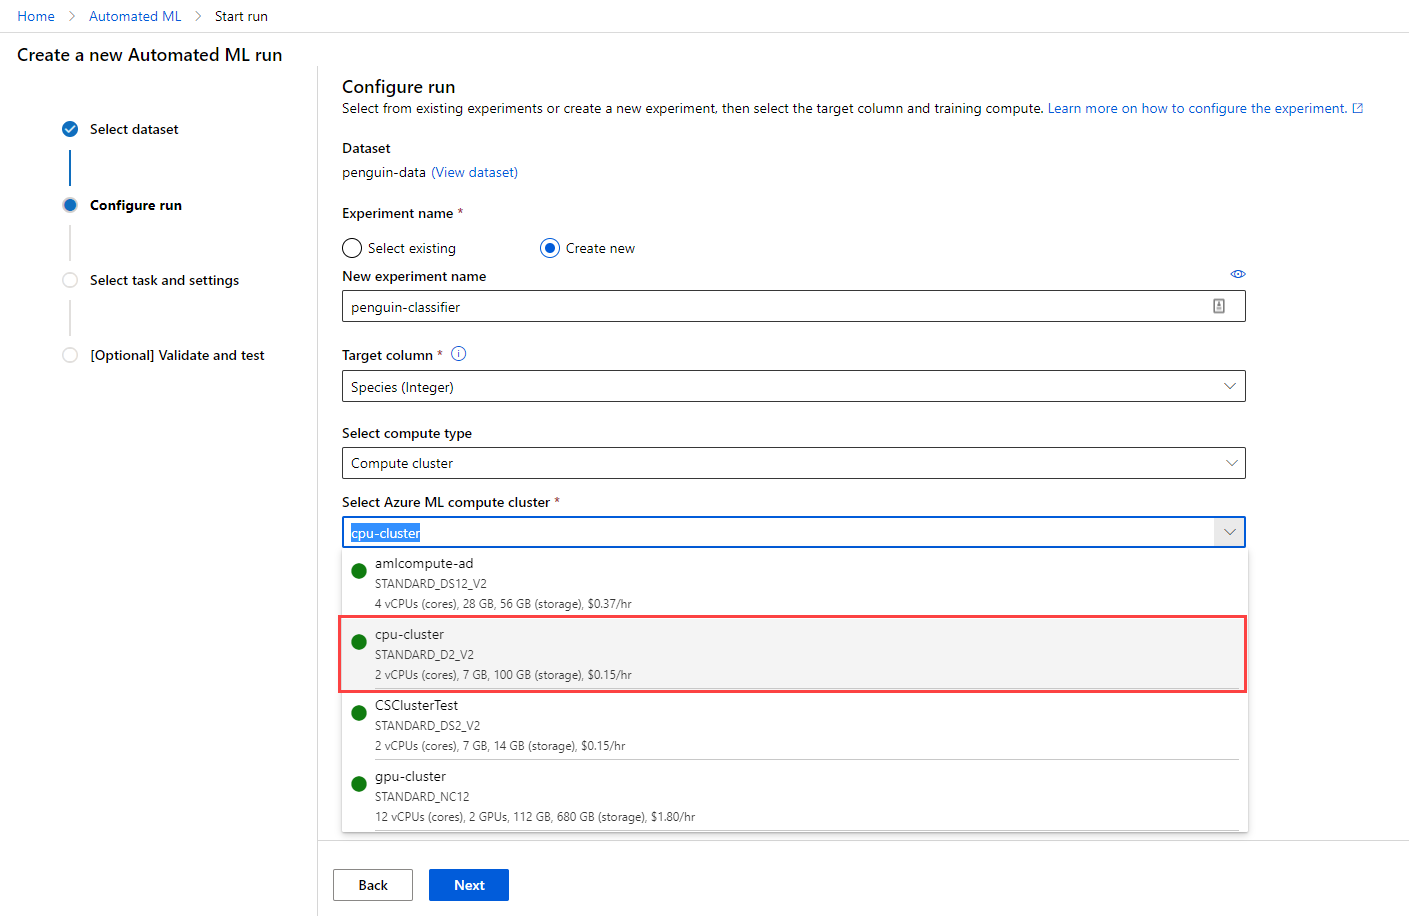 Home > Automated ML > Start run
Create a new Automated ML run
Select dataset
Configure run
Select task and settings
[Optional] Validate and test
Configure run
Select from existing experiments or create a new experiment, then select the target column and training compute. Learn more on how to configure the experiment.
Dataset
penguin-data (View dataset)
Experiment name *
Select existing
Create new
New experiment name
penguin-classifier
Target column *
Species (Integer)
Select compute type
Compute cluster
Select Azure ML compute cluster *
cpu-cluster
amlcompute-ad
STANDARD_DS12_V2
4 vCPUs (cores), 28 GB, 56 GB (storage), $0.37/hr
cpu-cluster
STANDARD_D2_V2
2 vCPUs (cores), 7 GB, 100 GB (storage), $0.15/hr
CSClusterTest
STANDARD_DS2_V2
2 vCPUs (cores), 7 GB, 14 GB (storage), $0.15/hr
gpu-cluster
STANDARD_NC12
12 vCPUs (cores), 2 GPUs, 112 GB, 680 GB (storage), $1.80/hr
Back
Next